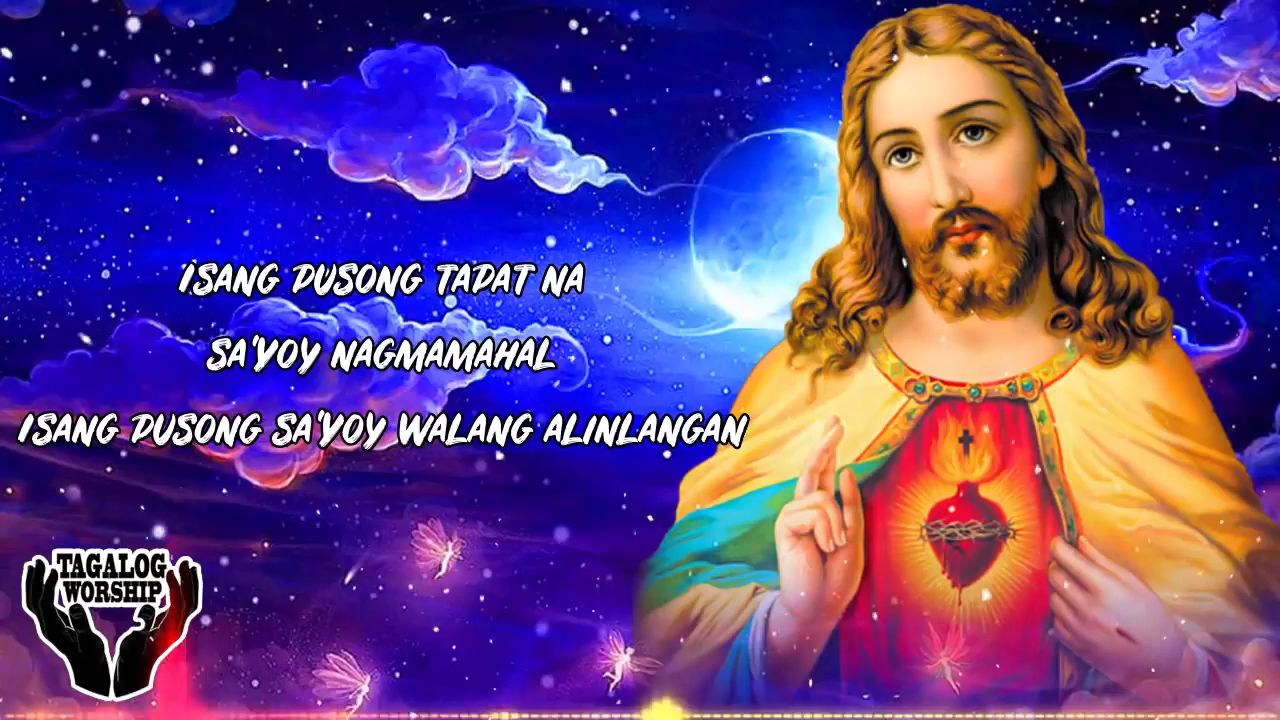 ISANG PUSONG TAPAT NA
SA'YOY NAGMAMAHAL
ISANG PUSONG SA'YOY WALANG ALINLANGAN
TAGALOG
WORSHIP